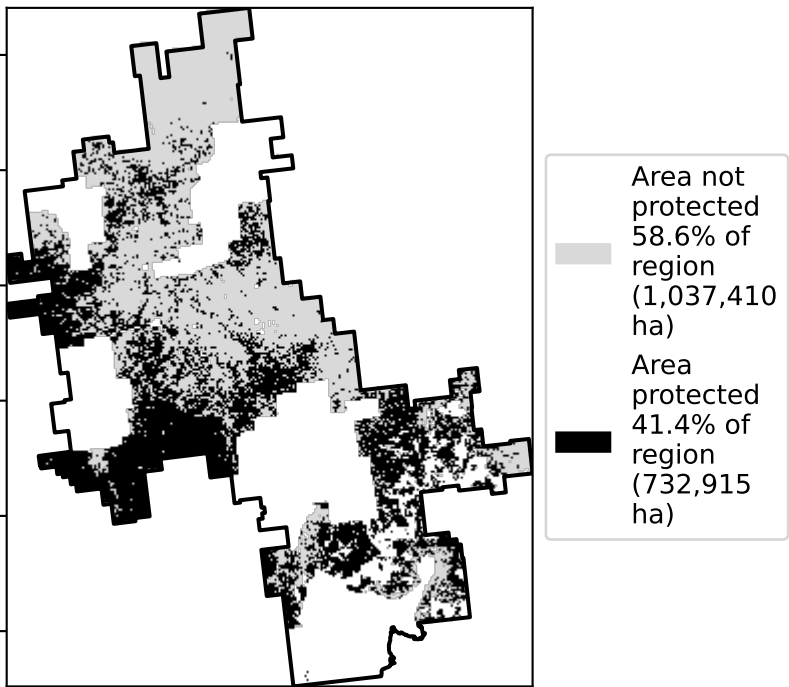 Area not
protected
58.6% of
region
(1,037,410
ha)
Area
protected
41.4% of
region
(732,915
ha)